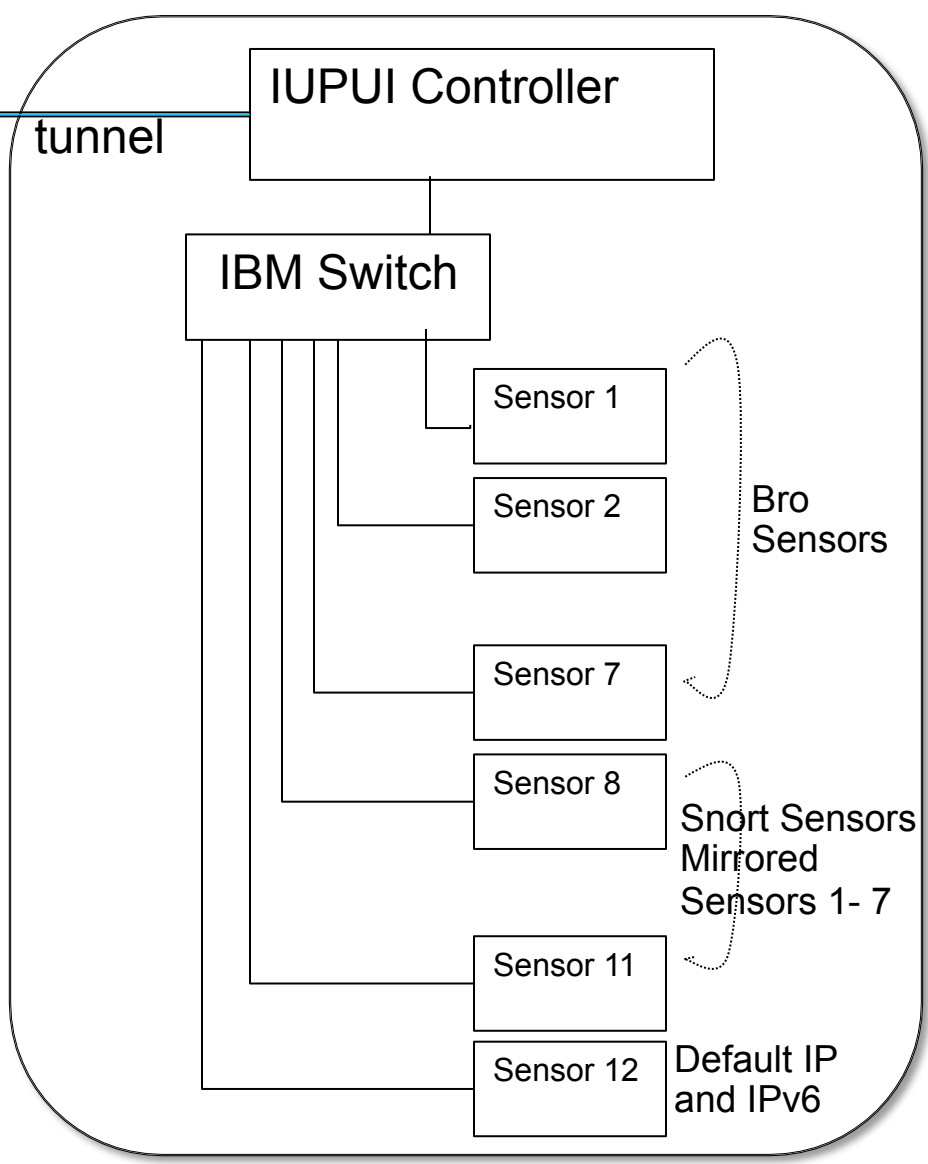 IUPUI Controller
tunnel
IBM Switch
Sensor 1
Sensor 2
Bro
Sensors
Sensor 7
Sensor 8
Snort Sensors
Mirrored
Sensors 1- 7
Sensor 11
Sensor 12
Default IP
and IPv6